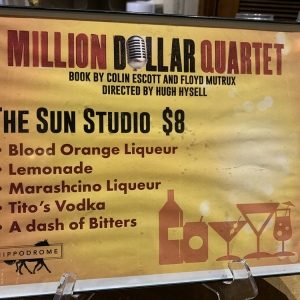 MILLION DOLLAR QUARTET
BOOK BY COLIN ESCOTT AND FLOYD MUTRUX
DIRECTED BY HUGH HYSELL
THE SUN STUDIO $8
• Blood Orange Liqueur
• Lemonade
• Marashcino Liqueur
• Tito's Vodka
• A dash of Bitters
HIPPODROME